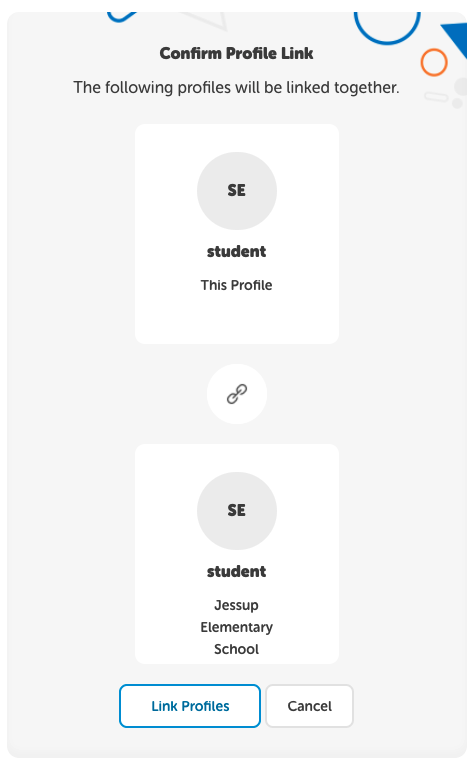 Confirm Profile Link
The following profiles will be linked together.
SE
student
This Profile
SE
student
Jessup
Elementary
School
Link Profiles
Cancel